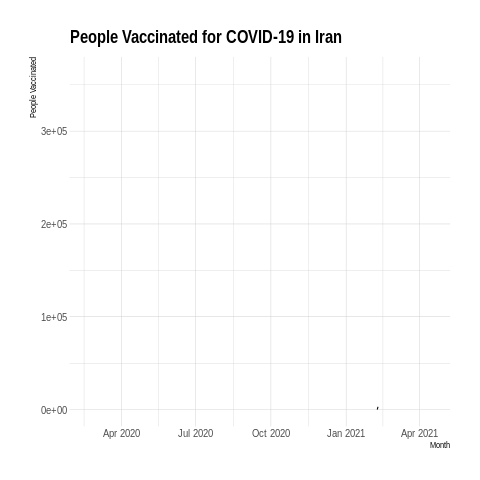 People Vaccinated for COVID-19 in Iran
People Vaccinated
3e+05
2e+05
1e+05
0e+00
Apr 2020 Jul 2020 Oct 2020 Jan 2021 Apr 2021
Month